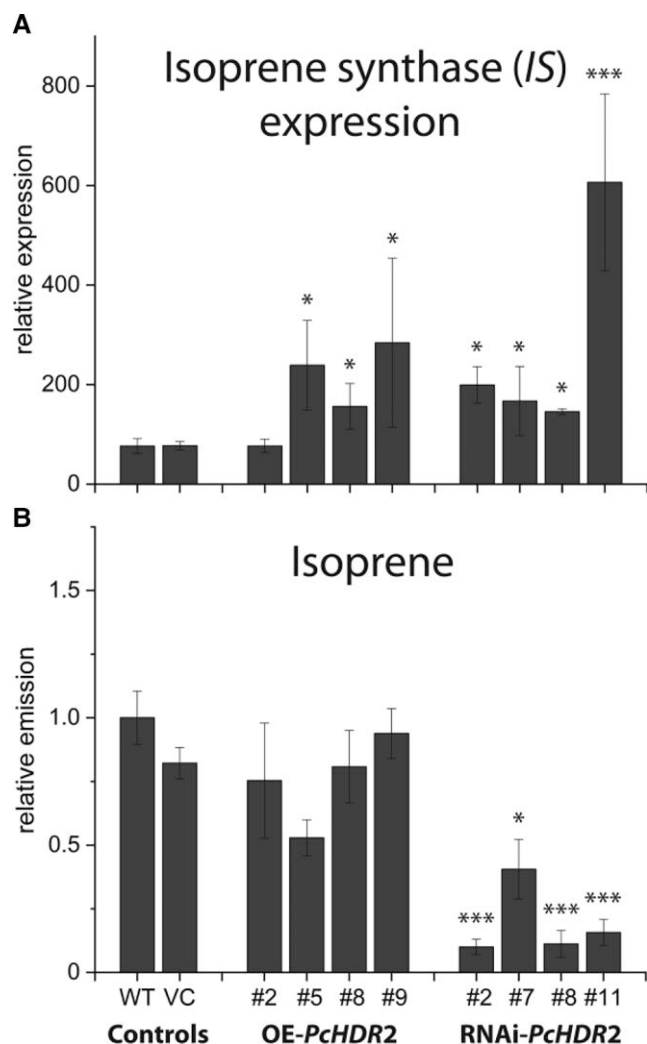 A
Isoprene synthase (IS)
expression
relative expression
800
600
400
200
0
*
*
*
*
*
*
***
B
Isoprene
relative emission
1.5
1.0
0.5
0
***
*
***
***
WT VC #2 #5 #8 #9 #2 #7 #8 #11
Controls OE-PcHDR2 RNAi-PcHDR2